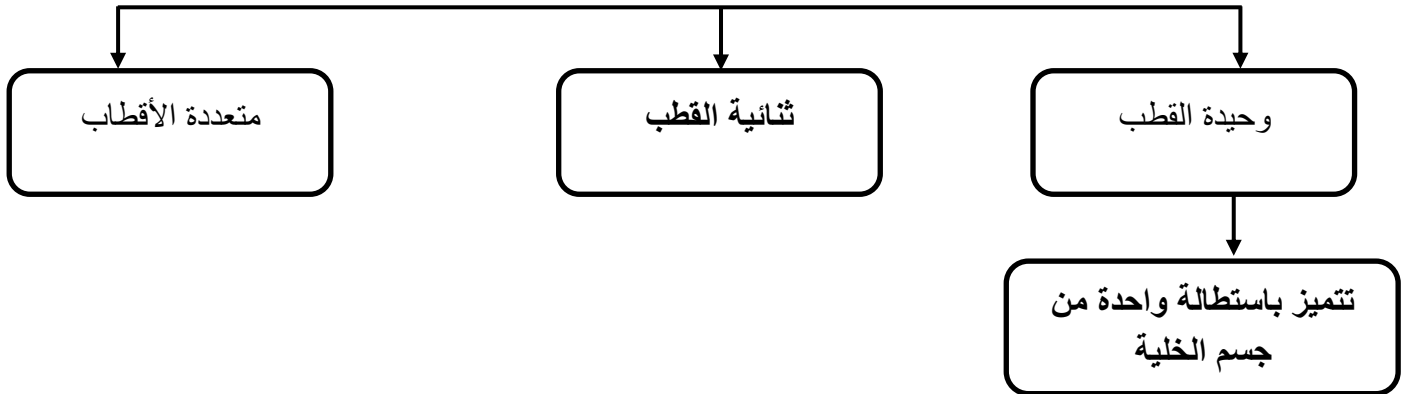 وحيدة القطب
ثنائية القطب
متعددة الأقطاب
تتميز باستطالة واحدة من
جسم الخلية